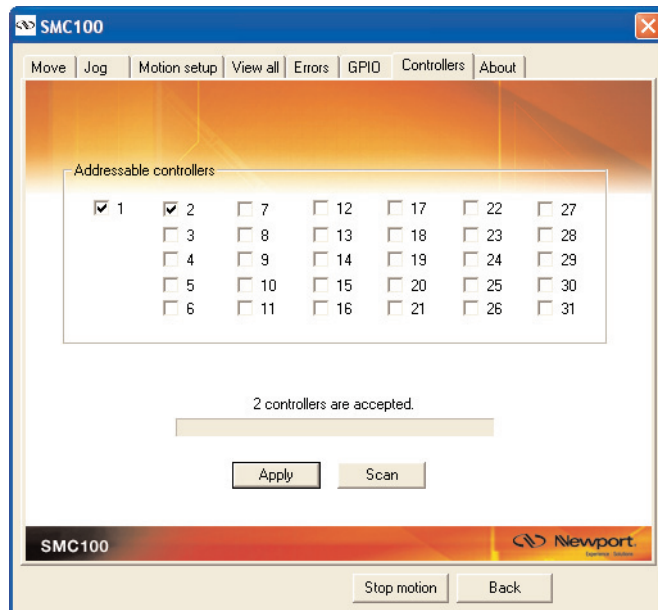 SMC100
Move Jog Motion setup View all Errors GPIO Controllers About
Addressable controllers
1 2 7 12 17 22 27
3 8 13 18 23 28
4 9 14 19 24 29
5 10 15 20 25 30
6 11 16 21 26 31
2 controllers are accepted.
Apply Scan
SMC100 Newport.
Experience | Solutions
Stop motion Back